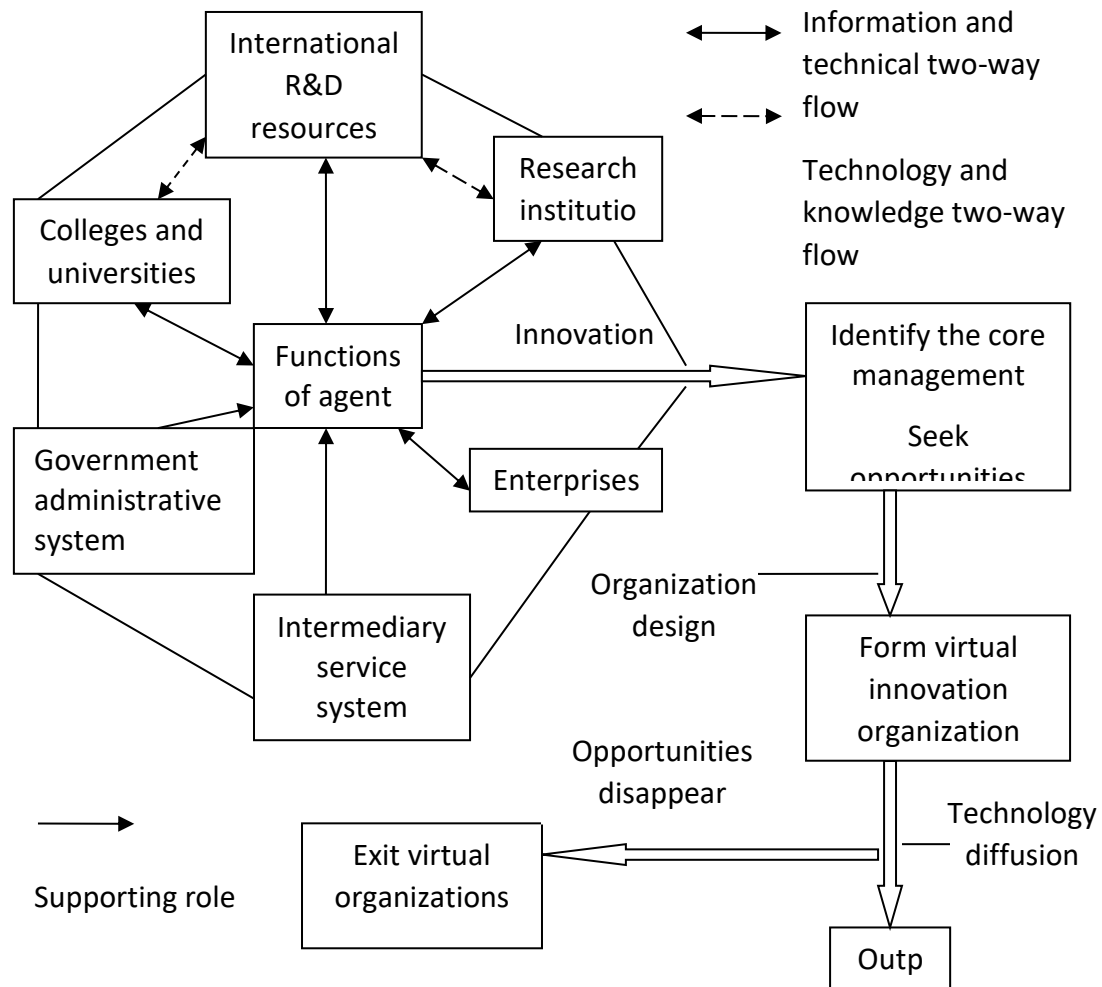 International
R&D
resources
Information and
technical two-way
flow
Technology and
knowledge two-way
flow
Research
institutio
Colleges and
universities
Functions
of agent
Innovation
Identify the core
management
Seek
opportunities
Government
administrative
system
Enterprises
Intermediary
service
system
Organization
design
Form virtual
innovation
organization
Opportunities
disappear
Technology
diffusion
Exit virtual
organizations
Supporting role
Outp